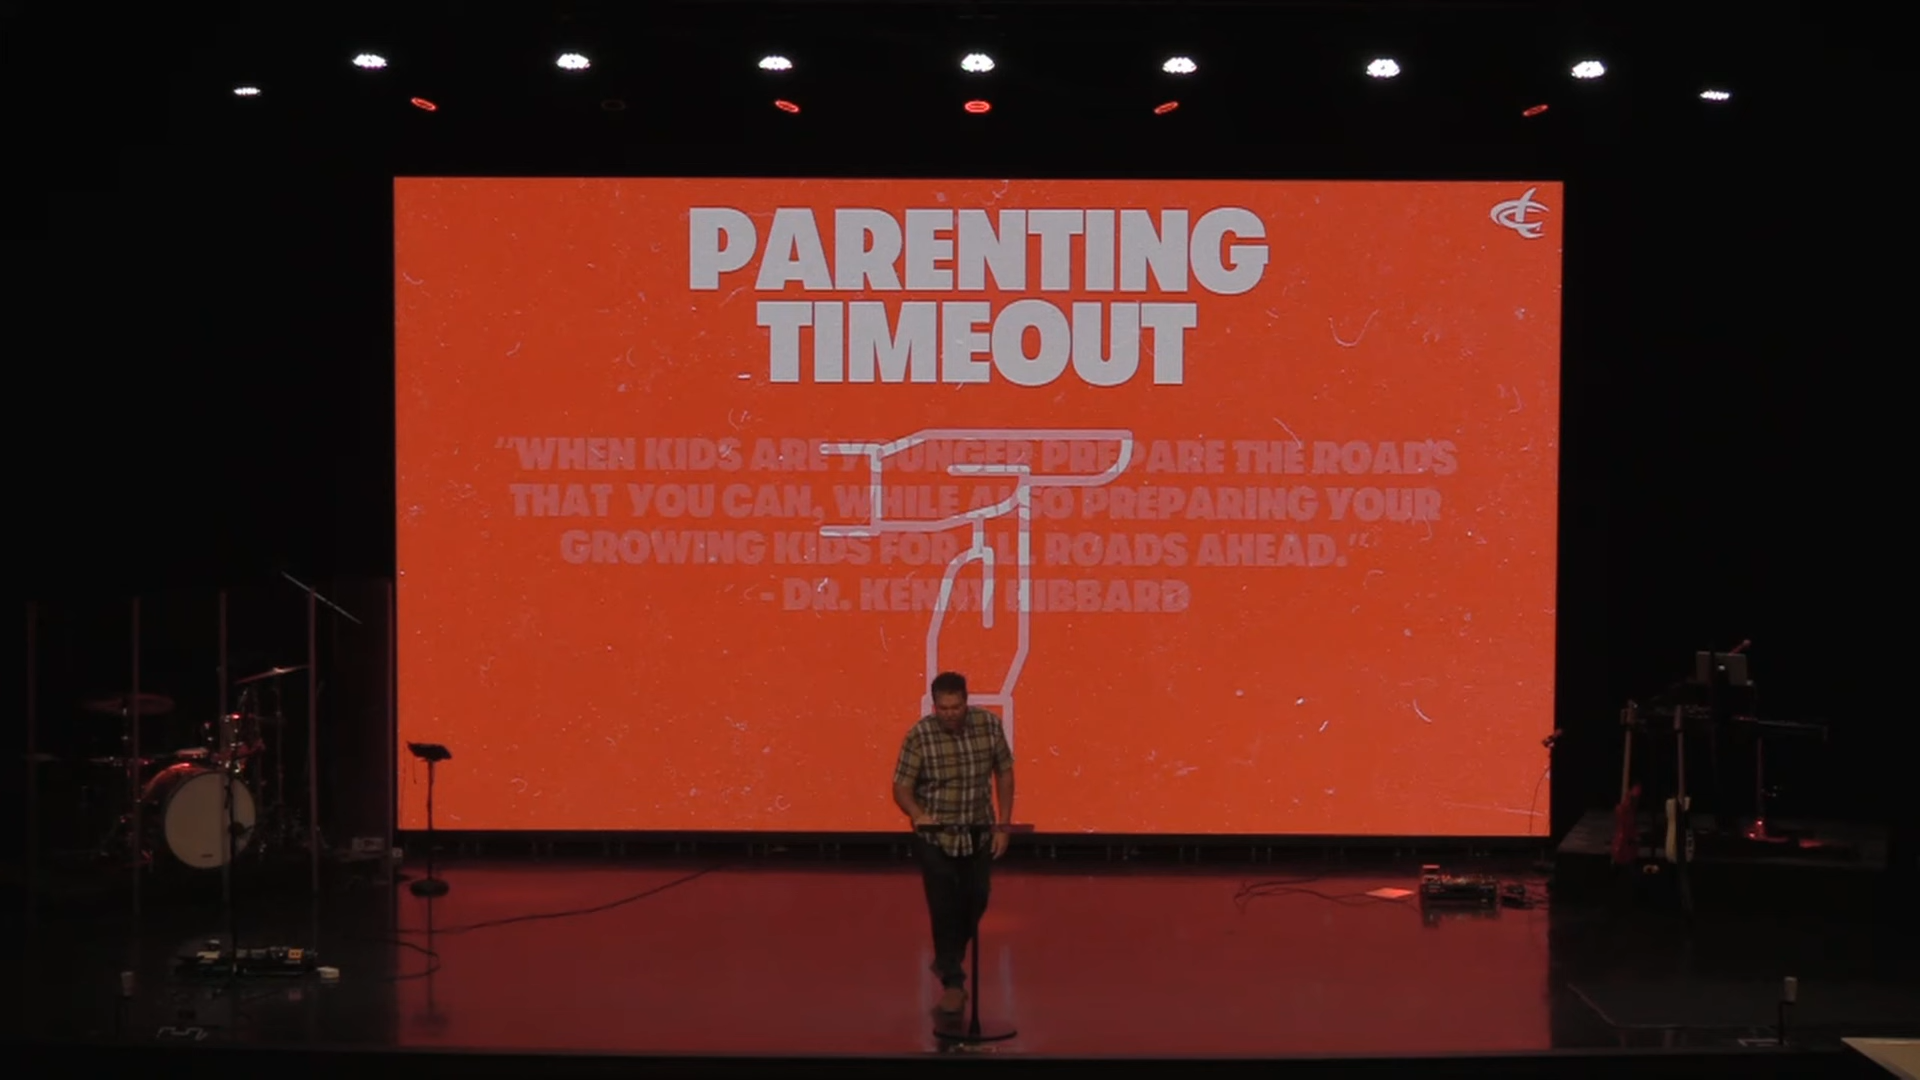 PARENTING
TIMEOUT
"WHEN KIDS ARE YOUNGER PREPARE THE ROADS
THAT YOU CAN, WHILE ALSO PREPARING YOUR
GROWING KIDS FOR ALL ROADS AHEAD."
- DR. KENNY HIBBARD